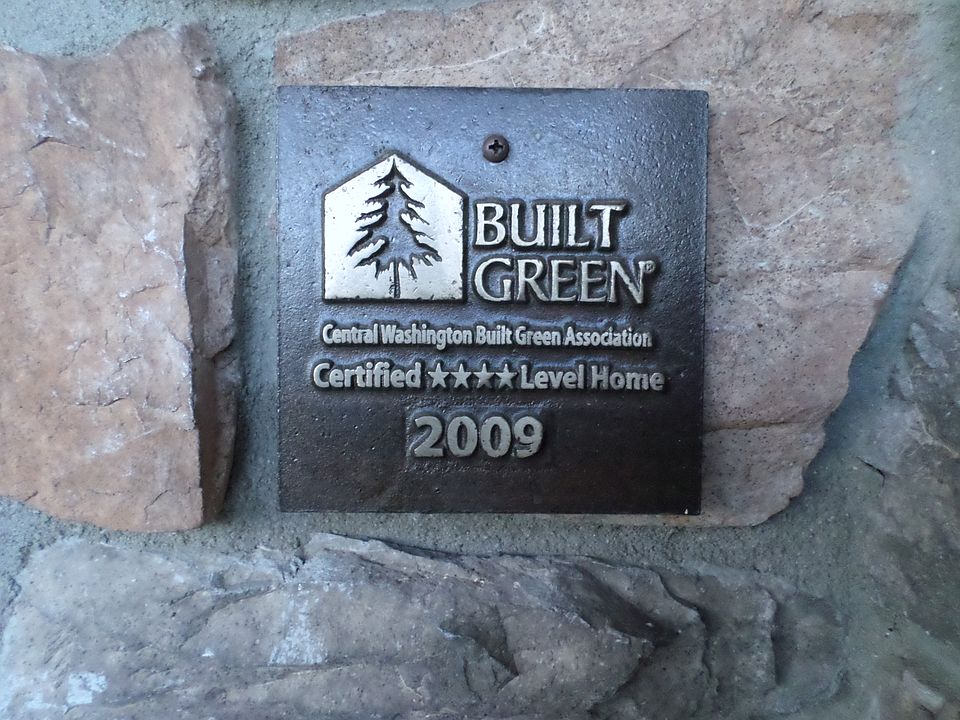 BUILT
GREEN®
Central Washington Built Green Association
Certified ★★★★ Level Home
2009